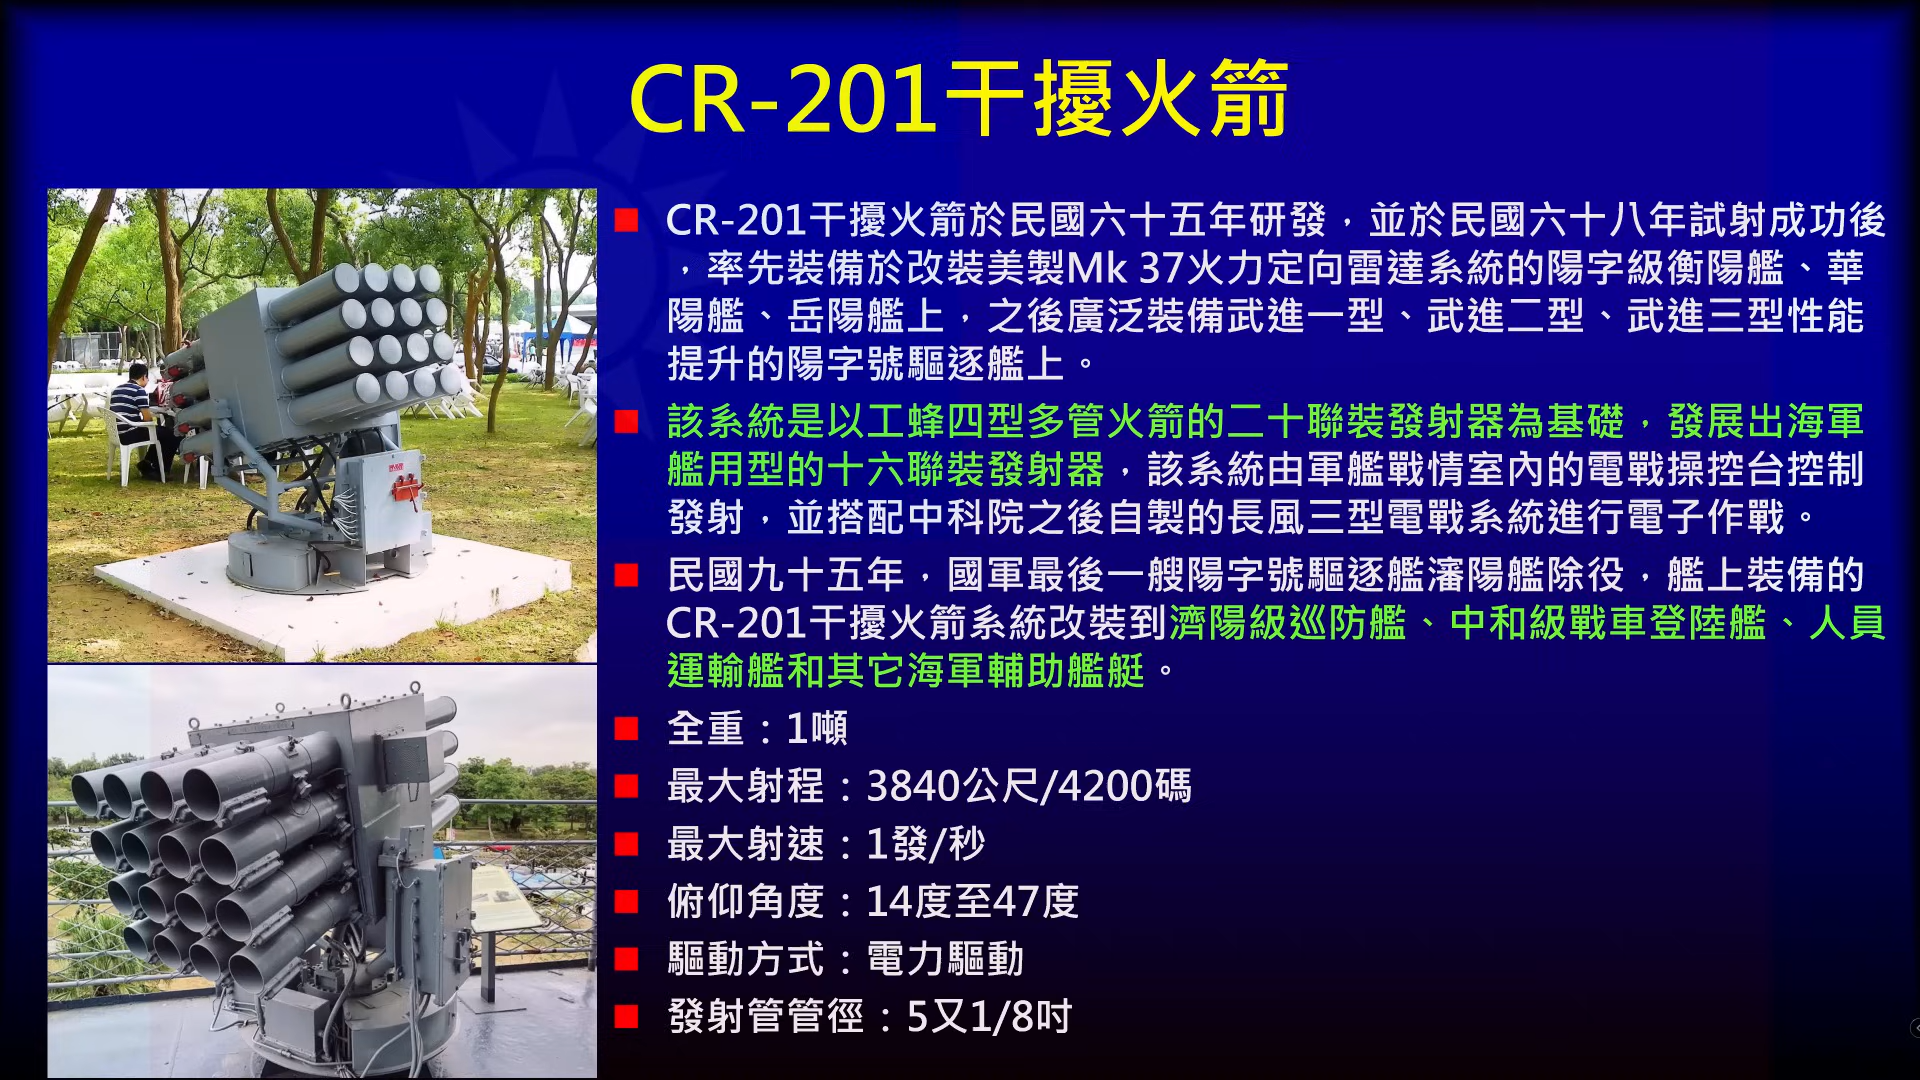 CR-201干擾火箭
CR-201干擾火箭於民國六十五年研發，並於民國六十八年試射成功後
，率先裝備於改裝美製Mk 37火力定向雷達系統的陽字級衡陽艦、華
陽艦、岳陽艦上，之後廣泛裝備武進一型、武進二型、武進三型性能
提升的陽字號驅逐艦上。
該系統是以工蜂四型多管火箭的二十聯裝發射器為基礎，發展出海軍
艦用型的十六聯裝發射器，該系統由軍艦戰情室內的電戰操控台控制
發射，並搭配中科院之後自製的長風三型電戰系統進行電子作戰。
民國九十五年，國軍最後一艘陽字號驅逐艦瀋陽艦除役，艦上裝備的
CR-201干擾火箭系統改裝到濟陽級巡防艦、中和級戰車登陸艦、人員
運輸艦和其它海軍輔助艦艇。
全重：1噸
最大射程：3840公尺/4200碼
最大射速：1發/秒
俯仰角度：14度至47度
驅動方式：電力驅動
發射管管徑：5又1/8吋